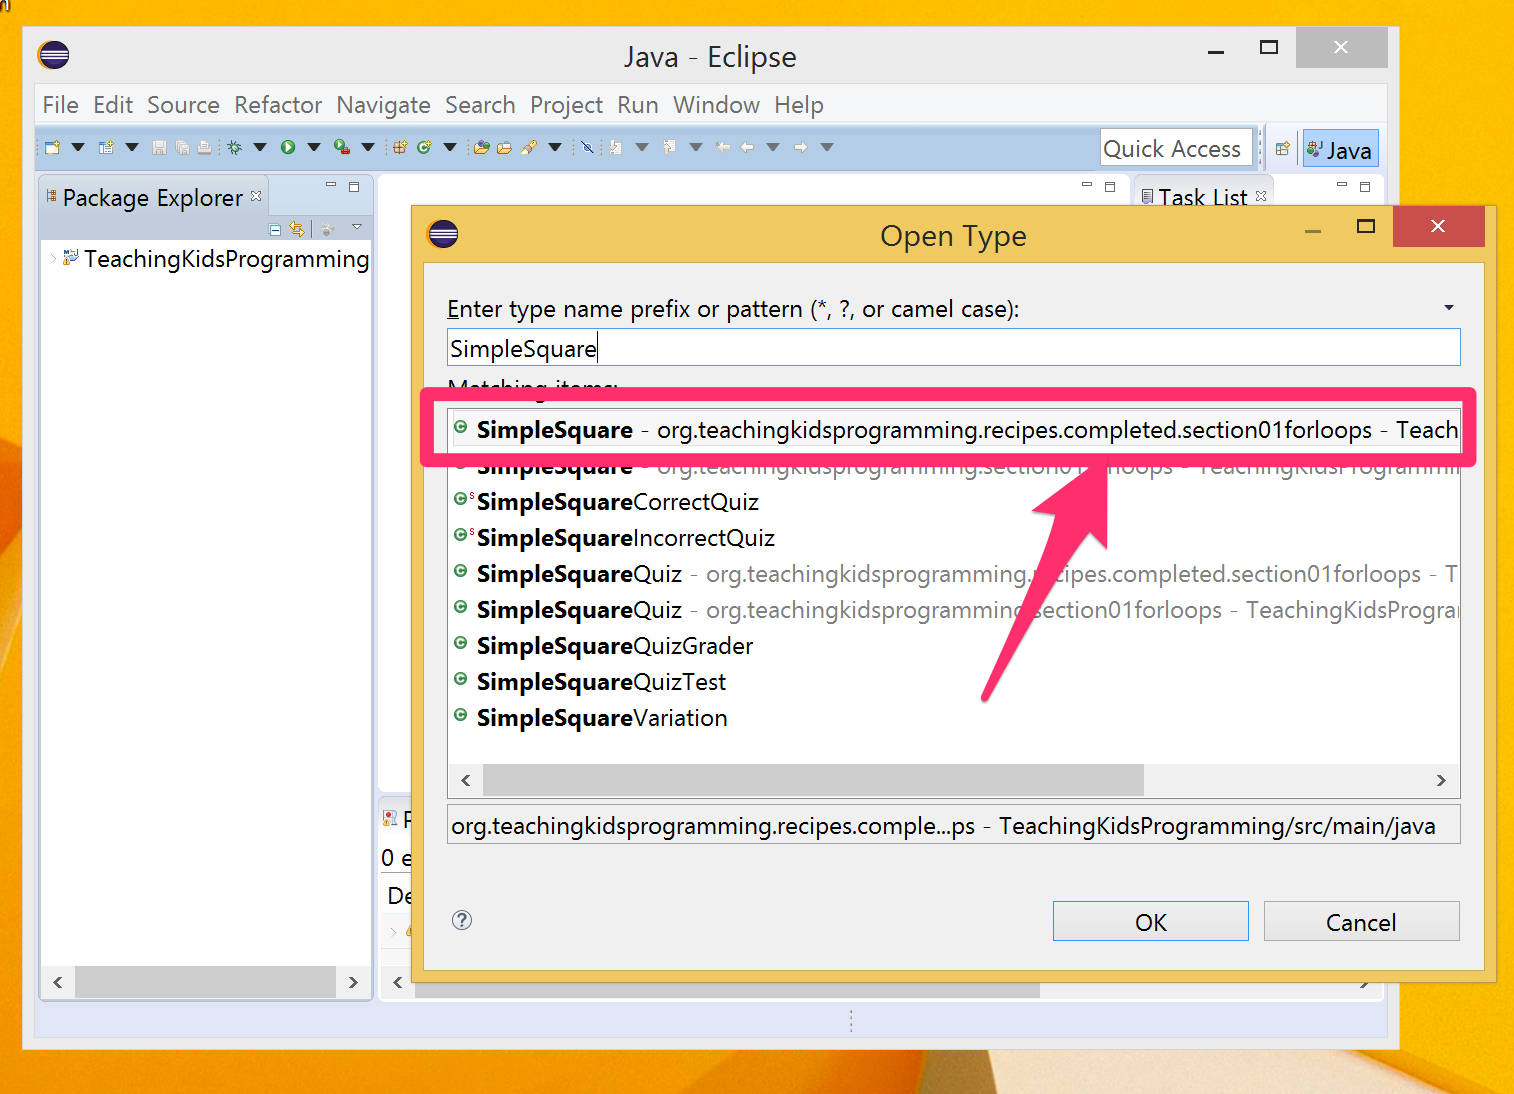 Java - Eclipse
File Edit Source Refactor Navigate Search Project Run Window Help
Quick Access
Java
Package Explorer
Task List
TeachingKidsProgramming
Open Type
Enter type name prefix or pattern (*, ?, or camel case):
SimpleSquare
Matching items:
SimpleSquare - org.teachingkidsprogramming.recipes.completed.section01forloops - Teach
SimpleSquare - org.teachingkidsprogramming.section01forloops - TeachingKidsProgrammin
SimpleSquareCorrectQuiz
SimpleSquareIncorrectQuiz
SimpleSquareQuiz - org.teachingkidsprogramming.recipes.completed.section01forloops - T
SimpleSquareQuiz - org.teachingkidsprogramming.section01forloops - TeachingKidsProgra
SimpleSquareQuizGrader
SimpleSquareQuizTest
SimpleSquareVariation
org.teachingkidsprogramming.recipes.comple...ps - TeachingKidsProgramming/src/main/java
0 e
De
OK
Cancel